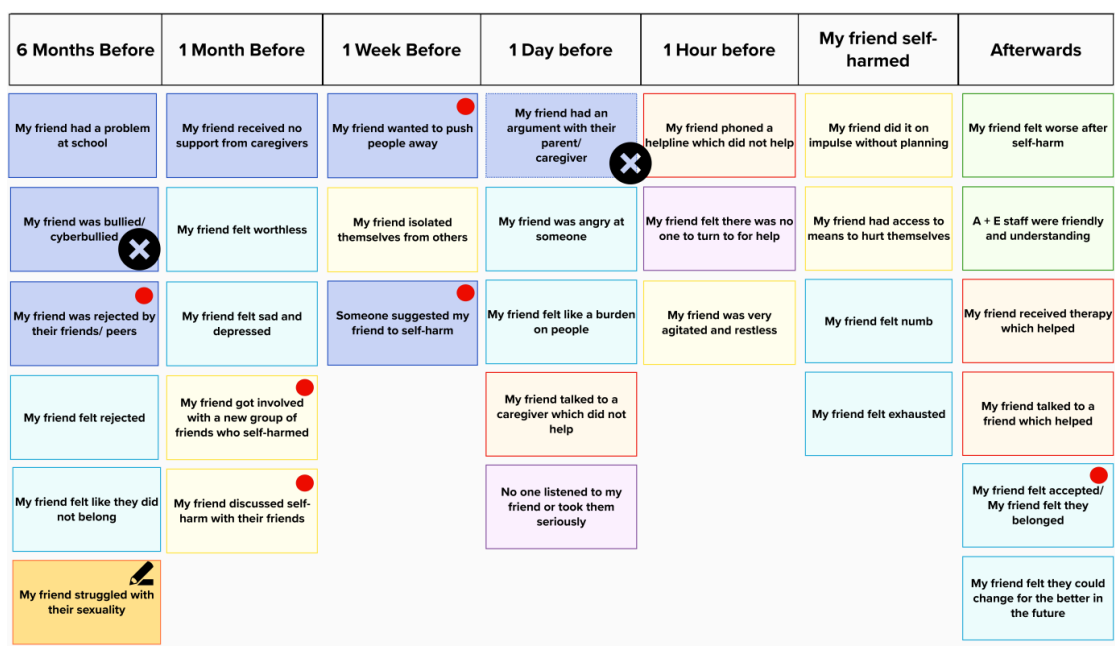 6 Months Before
1 Month Before
1 Week Before
1 Day before
1 Hour before
My friend self-
harmed
Afterwards
My friend had a problem
at school
My friend was bullied/
cyberbullied
My friend was rejected by
their friends/ peers
My friend felt rejected
My friend felt like they did
not belong
My friend struggled with
their sexuality
My friend received no
support from caregivers
My friend felt worthless
My friend felt sad and
depressed
My friend got involved
with a new group of
friends who self-harmed
My friend discussed self-
harm with their friends
My friend wanted to push
people away
My friend isolated
themselves from others
Someone suggested my
friend to self-harm
My friend had an
argument with their
parent/
caregiver
My friend was angry at
someone
My friend felt like a burden
on people
My friend talked to a
caregiver which did not
help
No one listened to my
friend or took them
seriously
My friend phoned a
helpline which did not help
My friend felt there was no
one to turn to for help
My friend was very
agitated and restless
My friend did it on
impulse without planning
My friend had access to
means to hurt themselves
My friend felt numb
My friend felt exhausted
My friend felt worse after
self-harm
A + E staff were friendly
and understanding
My friend received therapy
which helped
My friend talked to a
friend which helped
My friend felt accepted/
My friend felt they
belonged
My friend felt they could
change for the better in
the future